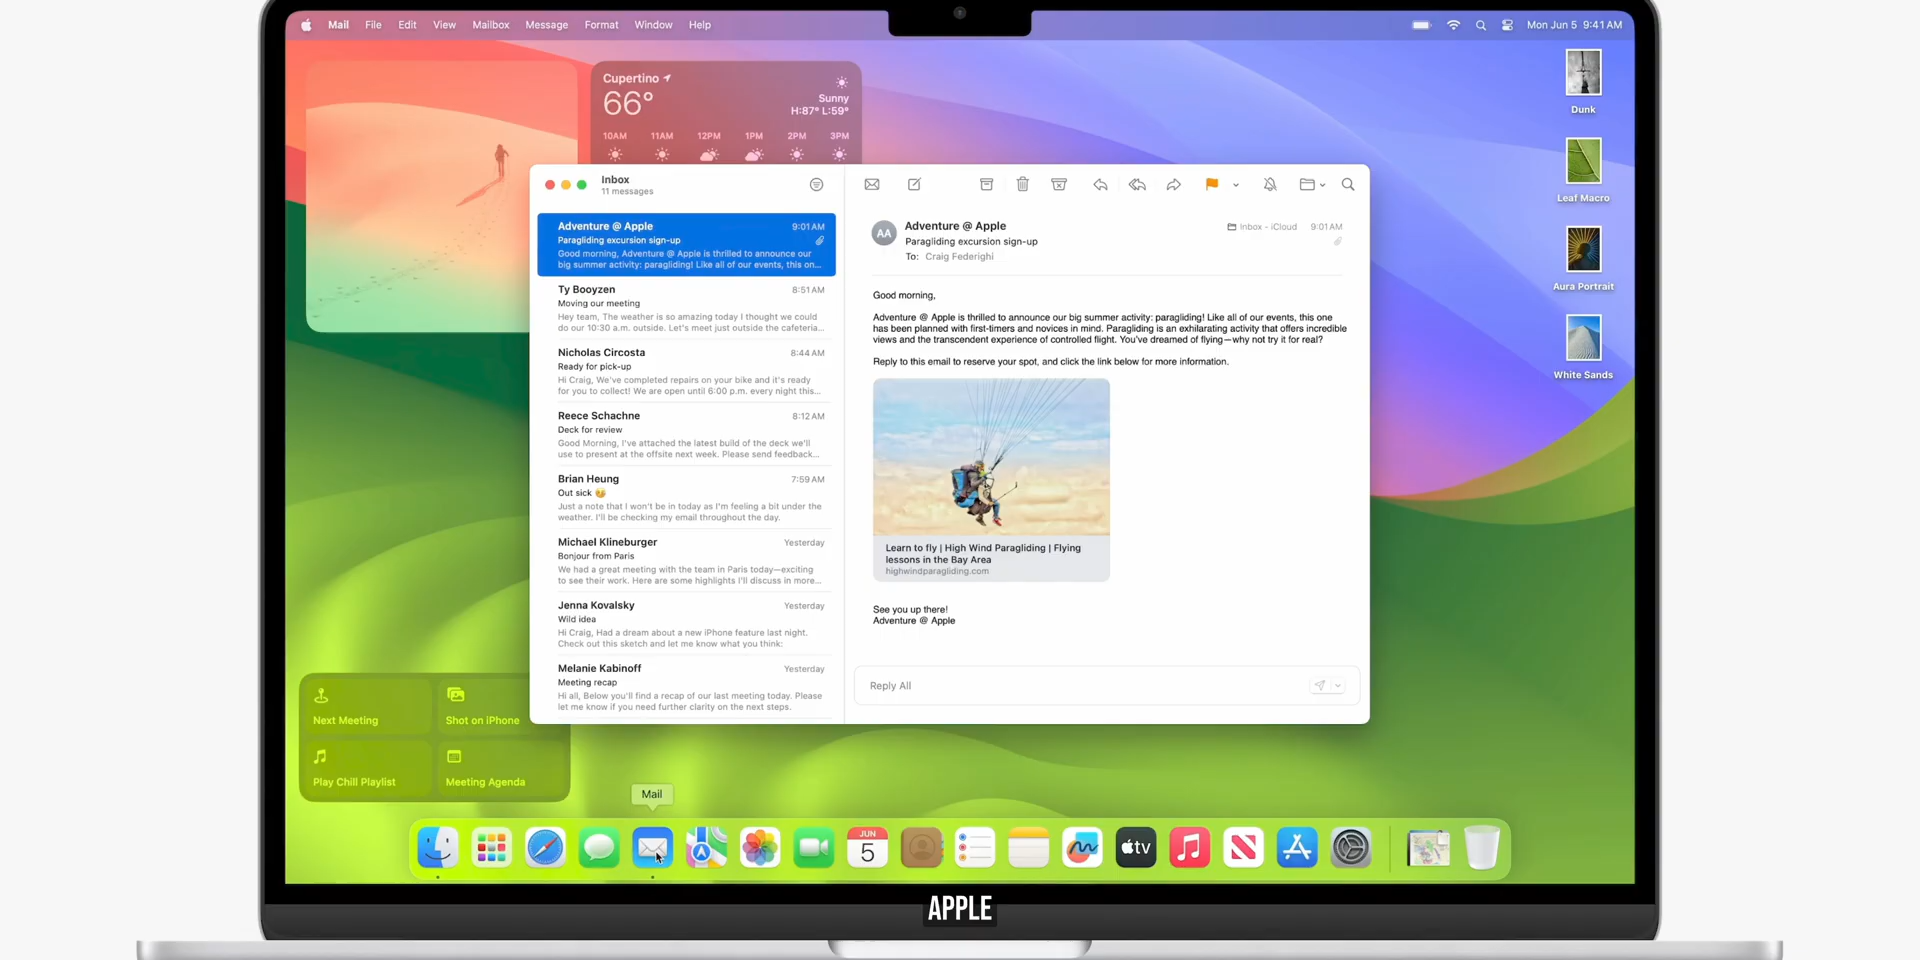 Mail File Edit View Mailbox Message Format Window Help
Mon Jun 5 9:41 AM
Cupertino
66°
Sunny
H:87° L:59°
10AM 11AM 12PM 1PM 2PM 3PM
Dunk
Leaf Macro
Aura Portrait
White Sands
Inbox
11 messages
Adventure @ Apple 9:01 AM
Paragliding excursion sign-up
Good morning, Adventure @ Apple is thrilled to announce our
big summer activity: paragliding! Like all of our events, this on...
Ty Booyzen 8:51 AM
Moving our meeting
Hey team, The weather is so amazing today I thought we could
do our 10:30 a.m. outside. Let's meet just outside the cafeteria...
Nicholas Circosta 8:44 AM
Ready for pick-up
Hi Craig, We've completed repairs on your bike and it's ready
for you to collect! We are open until 6:00 p.m. every night this...
Reece Schachne 8:12 AM
Deck for review
Good Morning, I've attached the latest build of the deck we'll
use to present at the offsite next week. Please send feedback...
Brian Heung 7:59 AM
Out sick 🤒
Just a note that I won't be in today as I'm feeling a bit under the
weather. I'll be checking my email throughout the day.
Michael Klineburger Yesterday
Bonjour from Paris
We had a great meeting with the team in Paris today—exciting
to see their work. Here are some highlights I'll discuss in more...
Jenna Kovalsky Yesterday
Wild idea
Hi Craig, Had a dream about a new iPhone feature last night.
Check out this sketch and let me know what you think:
Melanie Kabinoff Yesterday
Meeting recap
Hi all, Below you'll find a recap of our last meeting today. Please
let me know if you need further clarity on the next steps.
AA
Adventure @ Apple
Inbox - iCloud 9:01 AM
Paragliding excursion sign-up
To: Craig Federighi
Good morning,
Adventure @ Apple is thrilled to announce our big summer activity: paragliding! Like all of our events, this one
has been planned with first-timers and novices in mind. Paragliding is an exhilarating activity that offers incredible
views and the transcendent experience of controlled flight. You've dreamed of flying—why not try it for real?
Reply to this email to reserve your spot, and click the link below for more information.
Learn to fly | High Wind Paragliding | Flying
lessons in the Bay Area
highwindparagliding.com
See you up there!
Adventure @ Apple
Reply All
Next Meeting
Shot on iPhone
Play Chill Playlist
Meeting Agenda
Mail
JUN
5
tv
APPLE